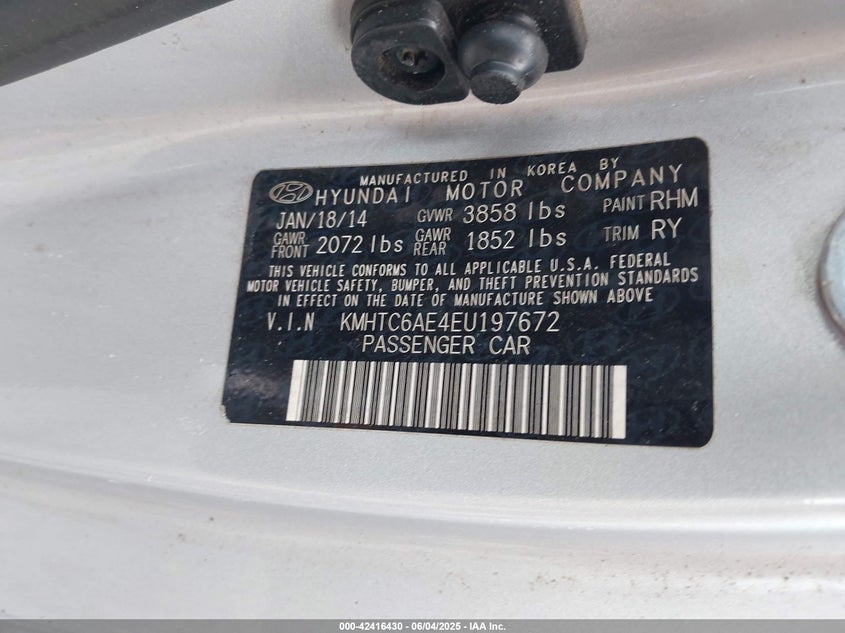 MANUFACTURED IN KOREA BY
HYUNDAI MOTOR COMPANY
JAN/18/14 GVWR 3858 lbs PAINT RHM
GAWR FRONT 2072 lbs GAWR REAR 1852 lbs TRIM RY
THIS VEHICLE CONFORMS TO ALL APPLICABLE U.S.A. FEDERAL
MOTOR VEHICLE SAFETY, BUMPER, AND THEFT PREVENTION STANDARDS
IN EFFECT ON THE DATE OF MANUFACTURE SHOWN ABOVE
V.I.N KMHTC6AE4EU197672
PASSENGER CAR
000-42416430 - 06/04/2025 - IAA Inc.